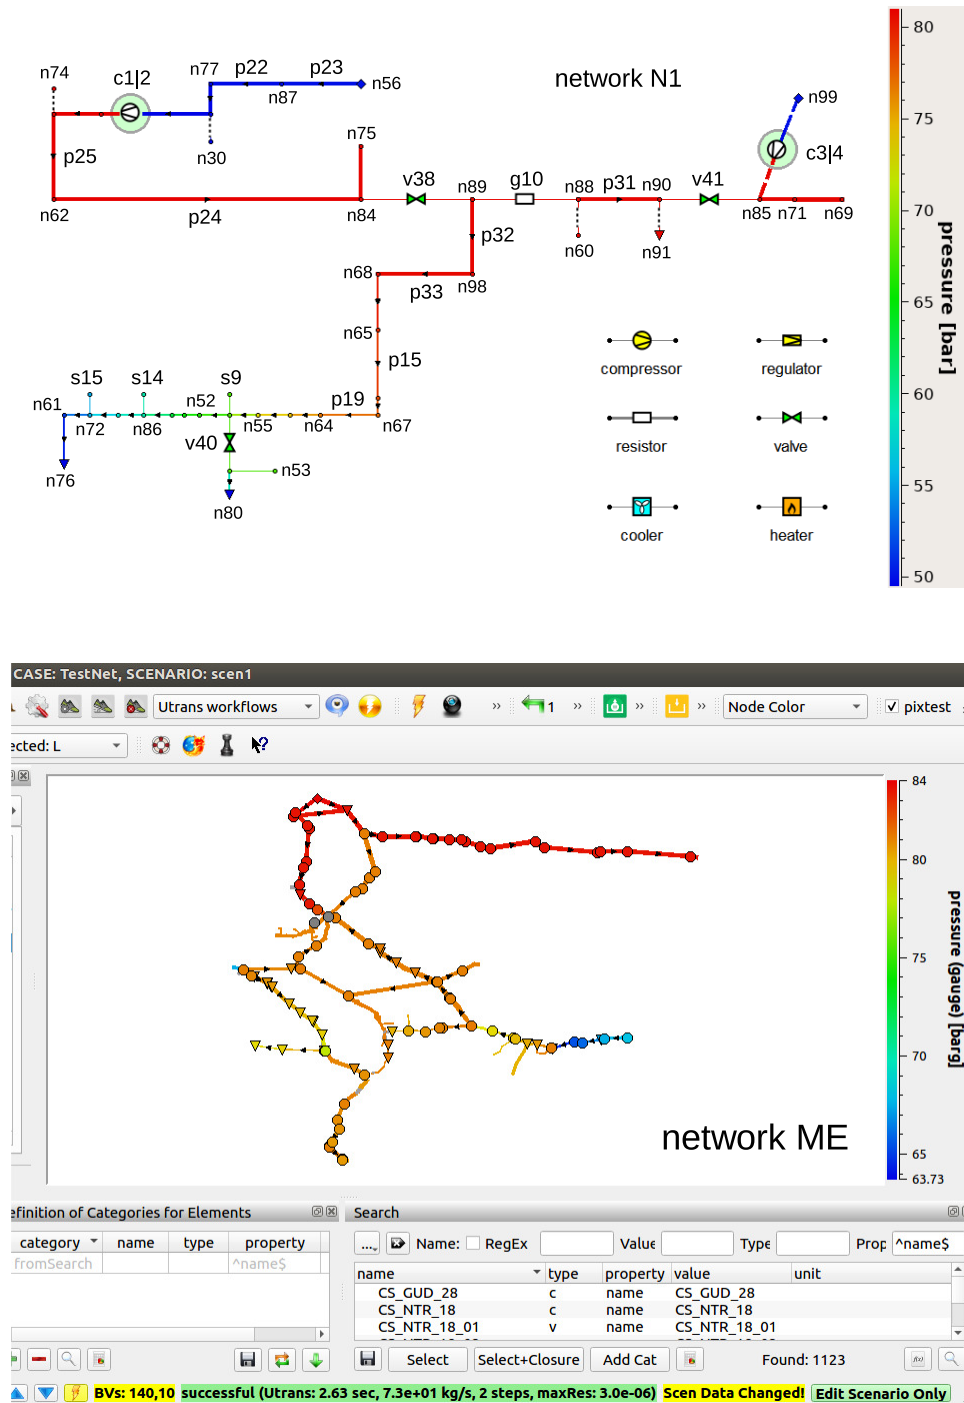 80
n74
c1|2
n77
p22
p23
n56
n87
network N1
n99
75
n75
p25
n30
c3|4
v38
n89
g10
n88
p31
n90
v41
n62
p24
n84
n85
n71
n69
70
p32
n60
n91
n68
p33
n98
n65
65
pressure [bar]
p15
compressor
regulator
s15
s14
s9
p19
n61
n52
60
n72
n86
n55
n64
n67
v40
resistor
valve
n53
n76
55
n80
cooler
heater
50
CASE: TestNet, SCENARIO: scen1
Utrans workflows
»
1
»
»
»
Node Color
pixtest
ected: L
84
80
75
70
65
63.73
pressure (gauge) [barg]
network ME
efinition of Categories for Elements
Search
category name type property
fromSearch ^name$
... Name: RegEx Value Type Prop ^name$
name type property value unit
CS_GUD_28 c name CS_GUD_28
CS_NTR_18 c name CS_NTR_18
CS_NTR_18_01 v name CS_NTR_18_01
Select Select+Closure Add Cat Found: 1123 f(x)
BVs: 140,10 successful (Utrans: 2.63 sec, 7.3e+01 kg/s, 2 steps, maxRes: 3.0e-06) Scen Data Changed! Edit Scenario Only